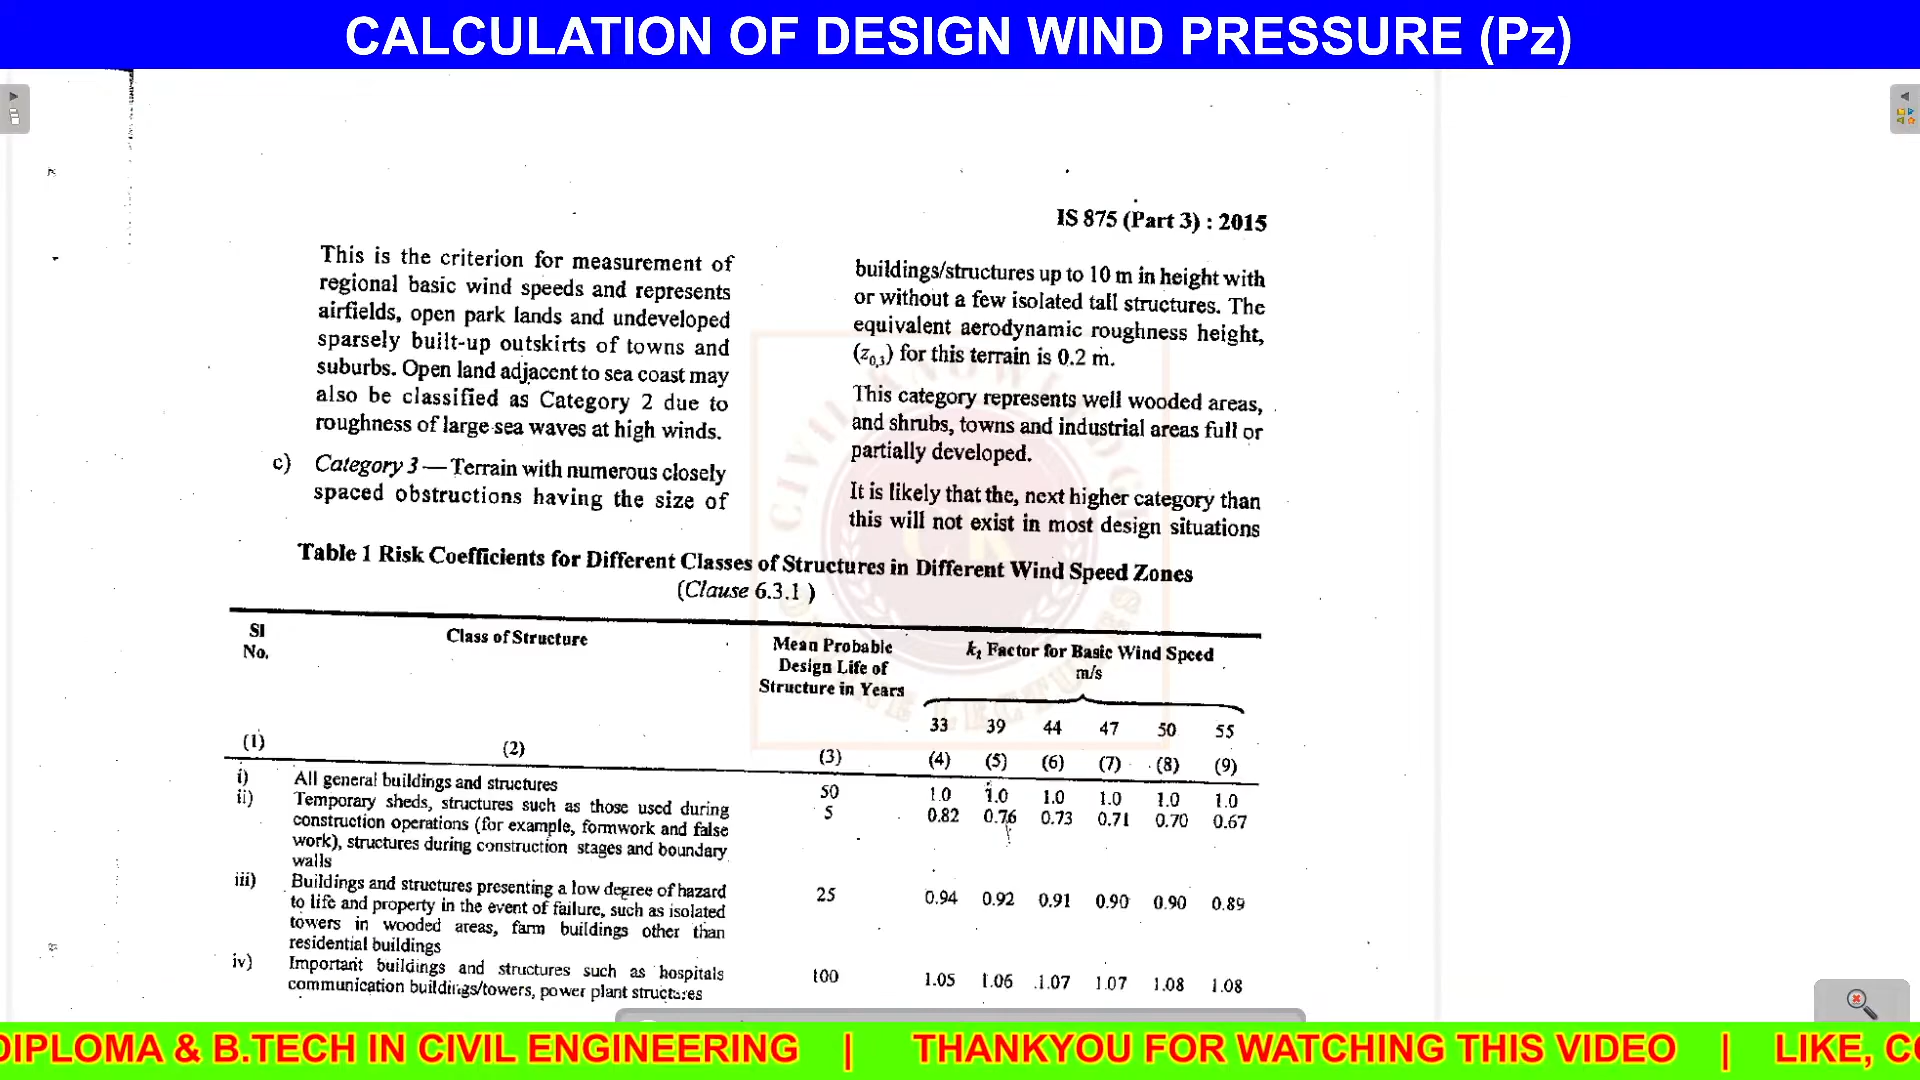 CALCULATION OF DESIGN WIND PRESSURE (Pz)
IS 875 (Part 3) : 2015
This is the criterion for measurement of
regional basic wind speeds and represents
airfields, open park lands and undeveloped
sparsely built-up outskirts of towns and
suburbs. Open land adjacent to sea coast may
also be classified as Category 2 due to
roughness of large sea waves at high winds.
c) Category 3 — Terrain with numerous closely
spaced obstructions having the size of
buildings/structures up to 10 m in height with
or without a few isolated tall structures. The
equivalent aerodynamic roughness height,
(z0,3) for this terrain is 0.2 m.
This category represents well wooded areas,
and shrubs, towns and industrial areas full or
partially developed.
It is likely that the, next higher category than
this will not exist in most design situations
Table 1 Risk Coefficients for Different Classes of Structures in Different Wind Speed Zones
(Clause 6.3.1 )
Sl No. Class of Structure Mean Probable Design Life of Structure in Years k1 Factor for Basic Wind Speed m/s
33 39 44 47 50 55
(1) (2) (3) (4) (5) (6) (7) (8) (9)
i) All general buildings and structures 50 1.0 1.0 1.0 1.0 1.0 1.0
ii) Temporary sheds, structures such as those used during 5 0.82 0.76 0.73 0.71 0.70 0.67
construction operations (for example, formwork and false
work), structures during construction stages and boundary
walls
iii) Buildings and structures presenting a low degree of hazard 25 0.94 0.92 0.91 0.90 0.90 0.89
to life and property in the event of failure, such as isolated
towers in wooded areas, farm buildings other than
residential buildings
iv) Important buildings and structures such as hospitals 100 1.05 1.06 1.07 1.07 1.08 1.08
communication buildings/towers, power plant structures
DIPLOMA & B.TECH IN CIVIL ENGINEERING | THANKYOU FOR WATCHING THIS VIDEO | LIKE,